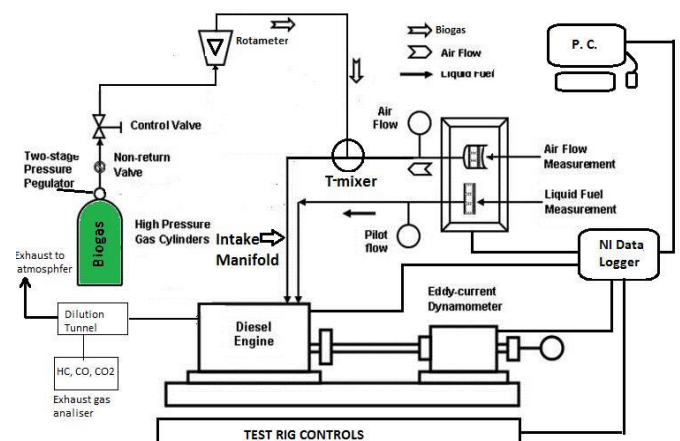 Rotameter
Biogas
Air Flow
Liquid Fuel
P. C.
Control Valve
Air
Flow
Two-stage
Pressure
Pegulator
Non-return
Valve
T-mixer
Air Flow
Measurement
Liquid Fuel
Measurement
Biogas
High Pressure
Gas Cylinders
Intake
Manifold
Pilot
flow
NI Data
Logger
Exhaust to
atmosphfer
Eddy-current
Dynamometer
Dilution
Tunnel
Diesel
Engine
HC, CO, CO2
Exhaust gas
analiser
TEST RIG CONTROLS